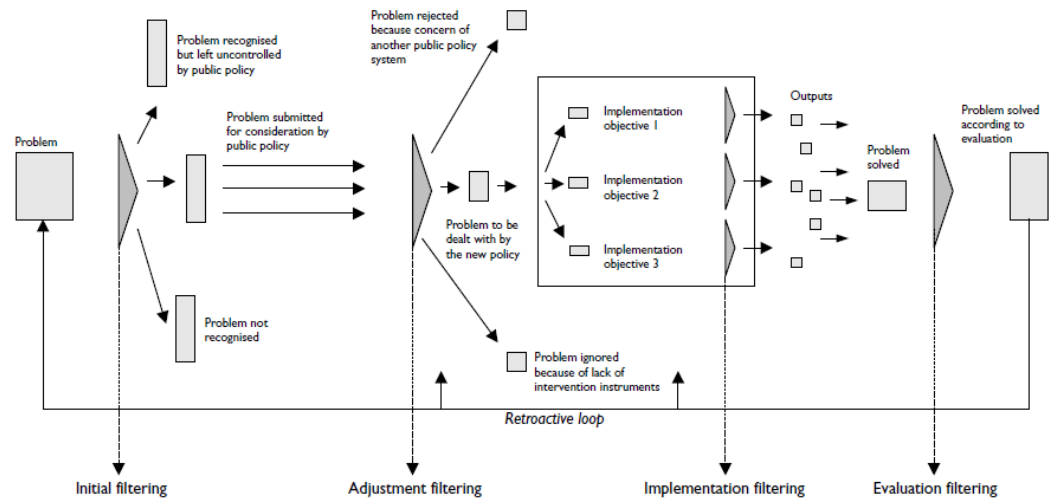 Problem
Problem recognised
but left uncontrolled
by public policy
Problem submitted
for consideration by
public policy
Problem not
recognised
Problem rejected
because concern of
another public policy
system
Problem to be
dealt with by
the new policy
Problem ignored
because of lack of
intervention instruments
Implementation
objective 1
Implementation
objective 2
Implementation
objective 3
Outputs
Problem
solved
Problem solved
according to
evaluation
Retroactive loop
Initial filtering
Adjustment filtering
Implementation filtering
Evaluation filtering